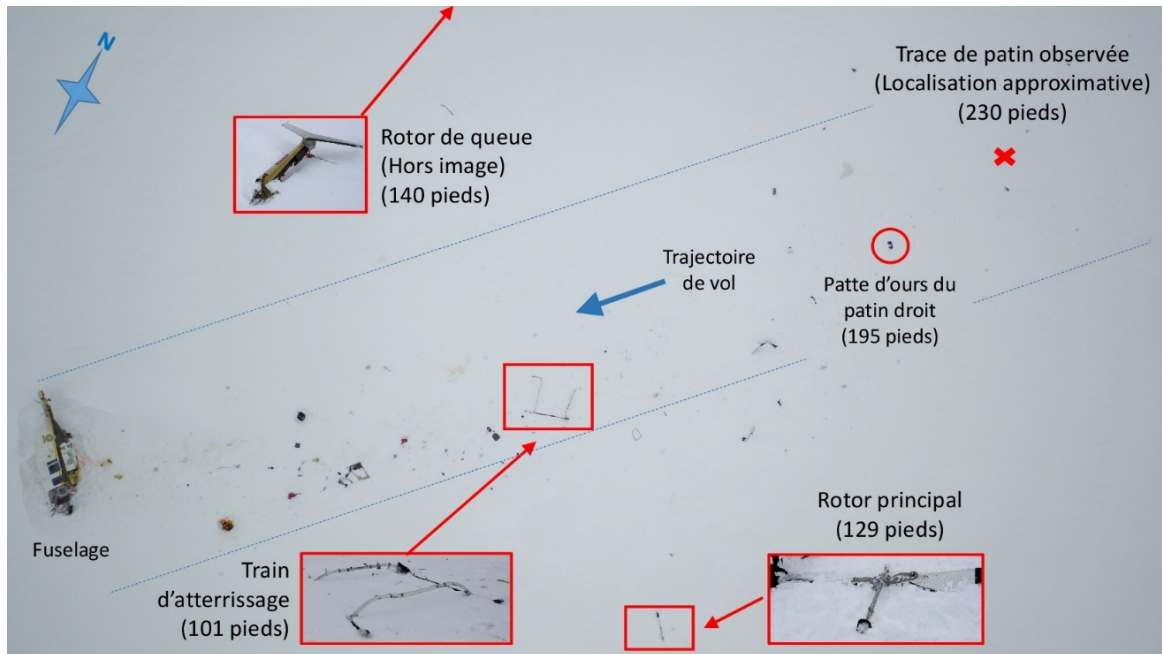 N
Trace de patin observée
(Localisation approximative)
(230 pieds)
Rotor de queue
(Hors image)
(140 pieds)
Trajectoire
de vol
Patte d'ours du
patin droit
(195 pieds)
Rotor principal
(129 pieds)
Fuselage
Train
d'atterrissage
(101 pieds)